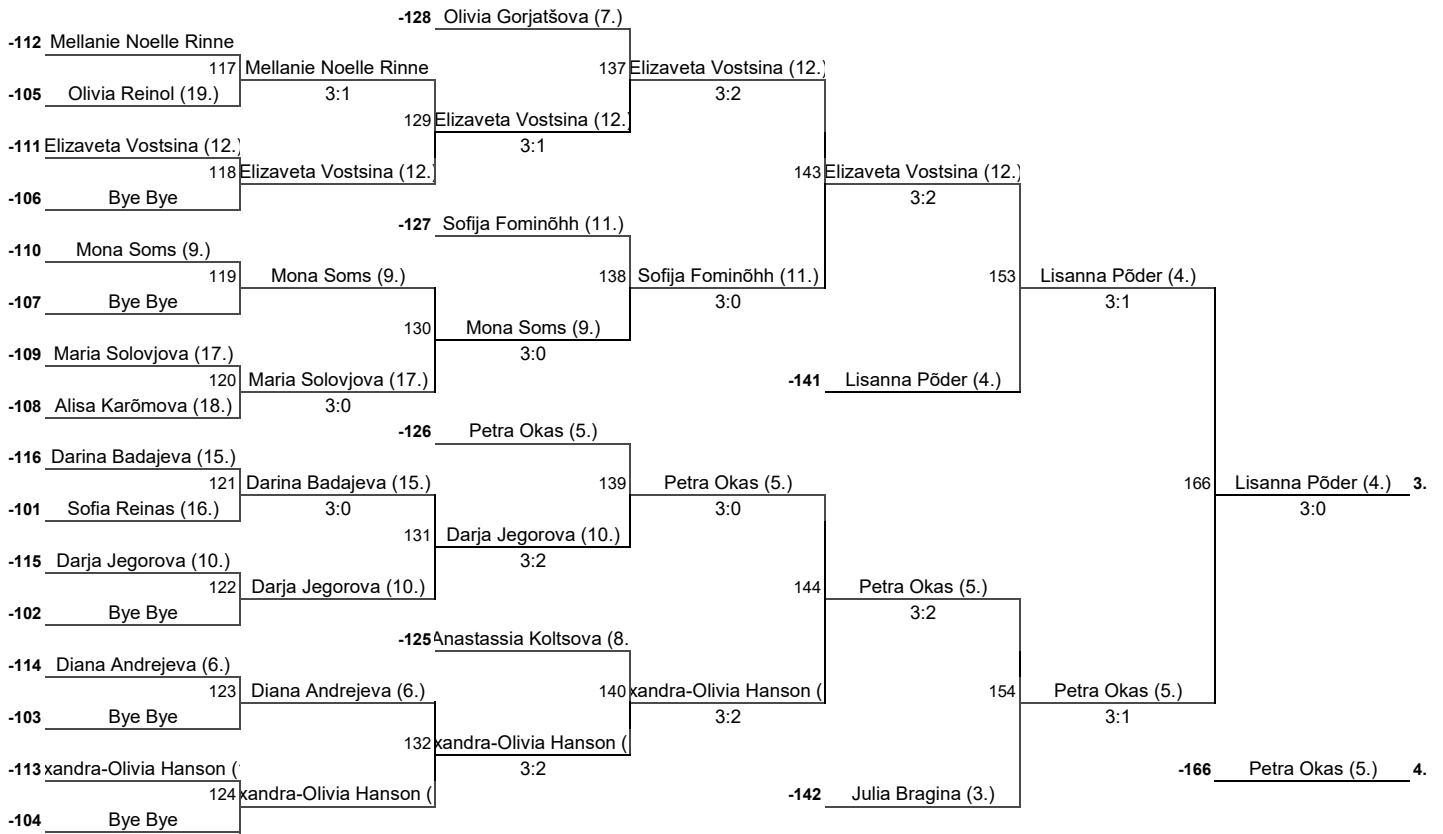 -128 Olivia Gorjatšova (7.)
-112 Mellanie Noelle Rinne
117 Mellanie Noelle Rinne
137 Elizaveta Vostsina (12.)
-105 Olivia Reinol (19.)
3:1
3:2
129 Elizaveta Vostsina (12.)
-111 Elizaveta Vostsina (12.)
3:1
118 Elizaveta Vostsina (12.)
143 Elizaveta Vostsina (12.)
-106 Bye Bye
3:2
-127 Sofija Fominõhh (11.)
-110 Mona Soms (9.)
119 Mona Soms (9.)
138 Sofija Fominõhh (11.)
153 Lisanna Põder (4.)
-107 Bye Bye
3:0
3:1
130 Mona Soms (9.)
-109 Maria Solovjova (17.)
3:0
120 Maria Solovjova (17.)
-141 Lisanna Põder (4.)
-108 Alisa Karõmova (18.)
3:0
-126 Petra Okas (5.)
-116 Darina Badajeva (15.)
121 Darina Badajeva (15.)
139 Petra Okas (5.)
166 Lisanna Põder (4.) 3.
-101 Sofia Reinas (16.)
3:0
3:0
3:0
131 Darja Jegorova (10.)
-115 Darja Jegorova (10.)
3:2
122 Darja Jegorova (10.)
144 Petra Okas (5.)
-102 Bye Bye
3:2
-125 Anastassia Koltsova (8.
-114 Diana Andrejeva (6.)
123 Diana Andrejeva (6.)
140 xandra-Olivia Hanson (
154 Petra Okas (5.)
-103 Bye Bye
3:2
3:1
132 xandra-Olivia Hanson (
-113 xandra-Olivia Hanson (
3:2
-166 Petra Okas (5.) 4.
124 xandra-Olivia Hanson (
-142 Julia Bragina (3.)
-104 Bye Bye